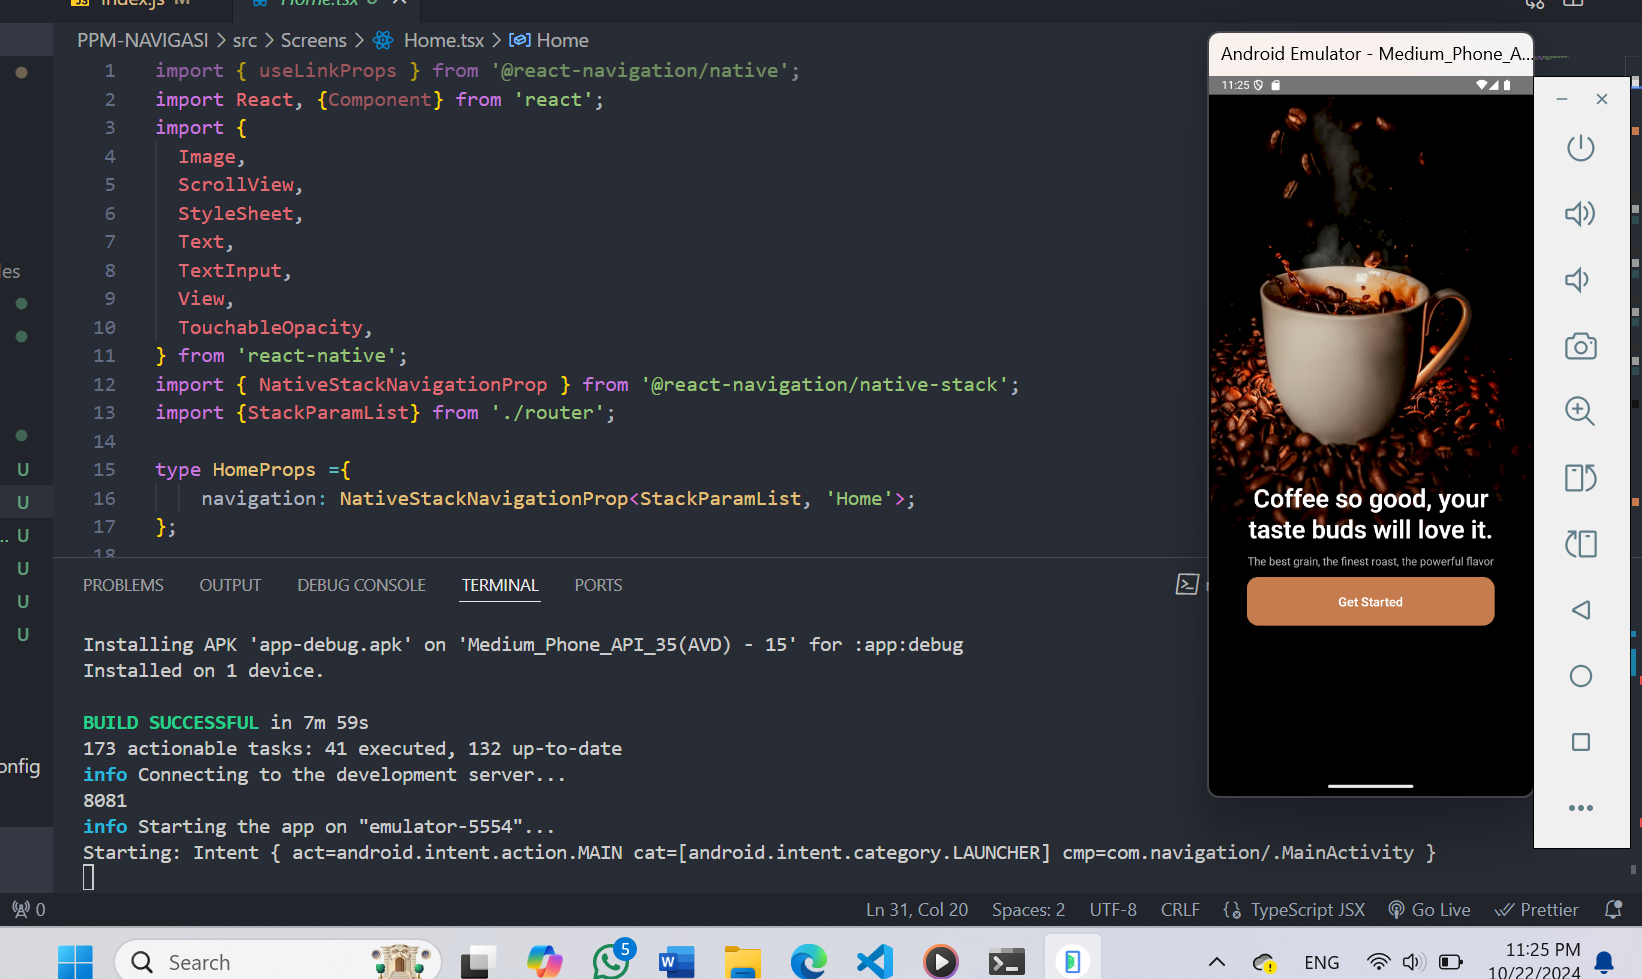 index.js M
Home.tsx 6
PPM-NAVIGASI > src > Screens > Home.tsx > Home
1 import { useLinkProps } from '@react-navigation/native';
2 import React, {Component} from 'react';
3 import {
4 Image,
5 ScrollView,
6 StyleSheet,
7 Text,
8 TextInput,
9 View,
10 TouchableOpacity,
11 } from 'react-native';
12 import { NativeStackNavigationProp } from '@react-navigation/native-stack';
13 import {StackParamList} from './router';
14
15 type HomeProps ={
16 navigation: NativeStackNavigationProp<StackParamList, 'Home'>;
17 };
18
les
U
U
.. U
U
U
U
onfig
PROBLEMS OUTPUT DEBUG CONSOLE TERMINAL PORTS
Installing APK 'app-debug.apk' on 'Medium_Phone_API_35(AVD) - 15' for :app:debug
Installed on 1 device.
BUILD SUCCESSFUL in 7m 59s
173 actionable tasks: 41 executed, 132 up-to-date
info Connecting to the development server...
8081
info Starting the app on "emulator-5554"...
Starting: Intent { act=android.intent.action.MAIN cat=[android.intent.category.LAUNCHER] cmp=com.navigation/.MainActivity }
Android Emulator - Medium_Phone_A...
11:25
Coffee so good, your
taste buds will love it.
The best grain, the finest roast, the powerful flavor
Get Started
0 Ln 31, Col 20 Spaces: 2 UTF-8 CRLF TypeScript JSX Go Live Prettier
Search
5
W
ENG
11:25 PM
10/22/2024